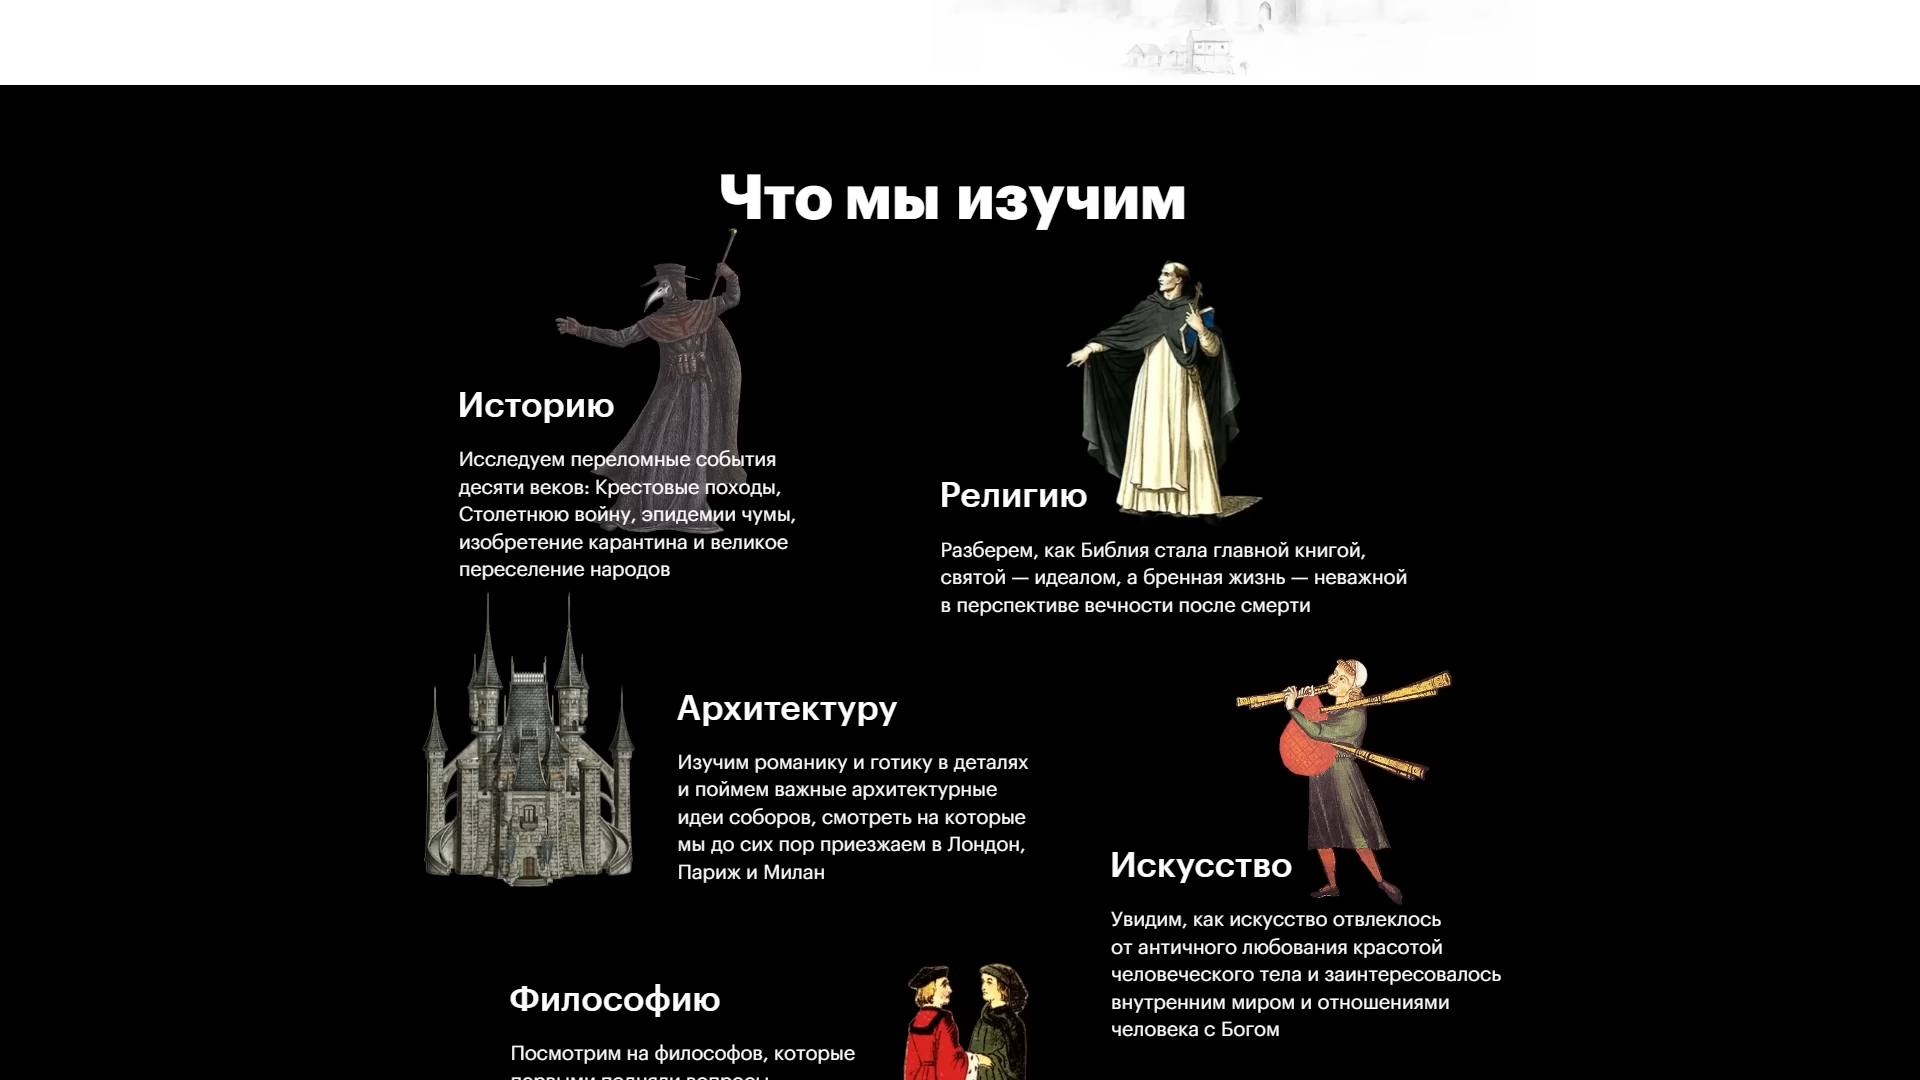 Что мы изучим
Историю
Исследуем переломные события
десяти веков: Крестовые походы,
Столетнюю войну, эпидемии чумы,
изобретение карантина и великое
переселение народов
Религию
Разберем, как Библия стала главной книгой,
святой — идеалом, а бренная жизнь — неважной
в перспективе вечности после смерти
Архитектуру
Изучим романику и готику в деталях
и поймем важные архитектурные
идеи соборов, смотреть на которые
мы до сих пор приезжаем в Лондон,
Париж и Милан
Искусство
Увидим, как искусство отвлеклось
от античного любования красотой
человеческого тела и заинтересовалось
внутренним миром и отношениями
человека с Богом
Философию
Посмотрим на философов, которые
первыми подняли вопросы